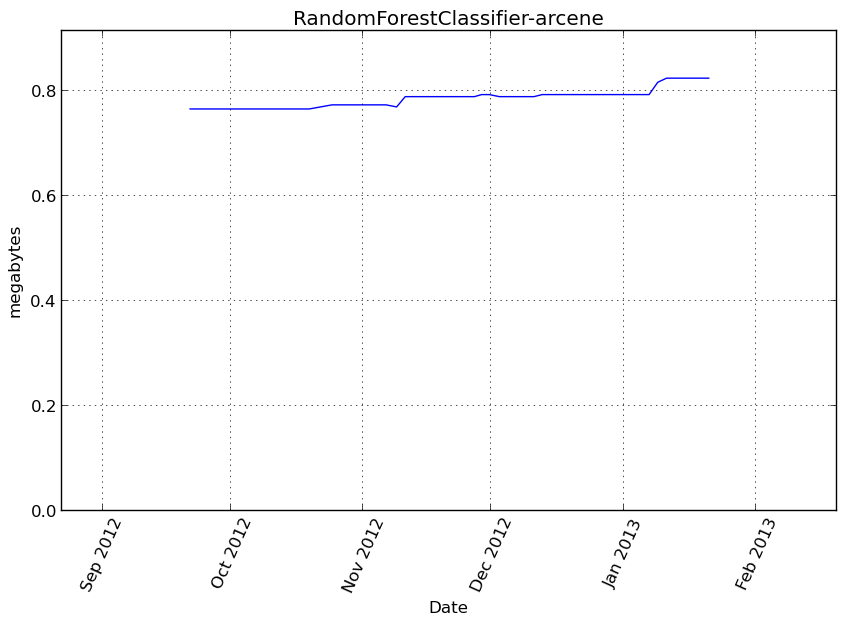 RandomForestClassifier-arcene
megabytes
0.8
0.6
0.4
0.2
0.0
Sep 2012
Oct 2012
Nov 2012
Dec 2012
Jan 2013
Feb 2013
Date